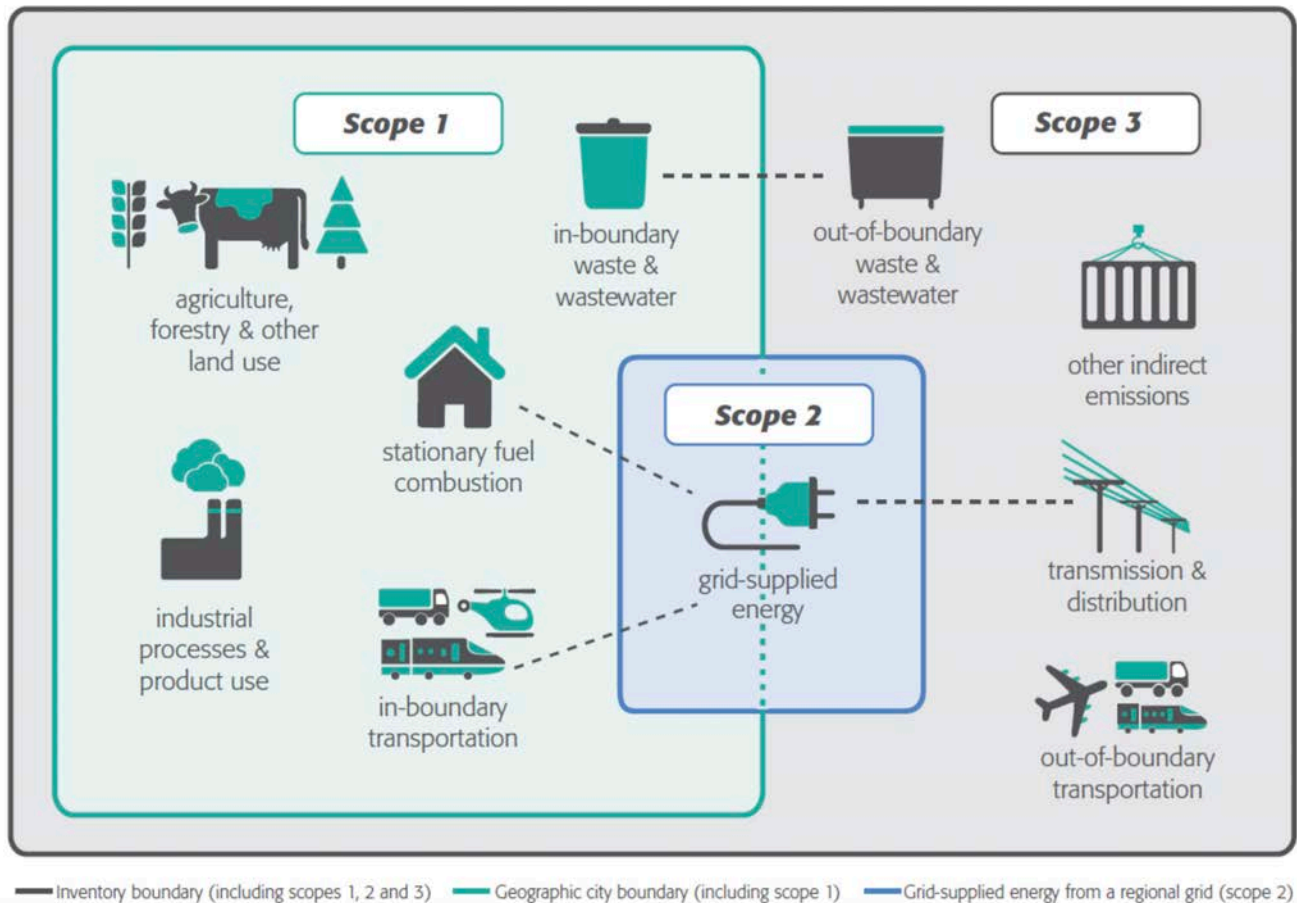 Scope 1
Scope 3
in-boundary
waste &
wastewater
out-of-boundary
waste &
wastewater
agriculture,
forestry & other
land use
other indirect
emissions
Scope 2
stationary fuel
combustion
grid-supplied
energy
transmission &
distribution
industrial
processes &
product use
in-boundary
transportation
out-of-boundary
transportation
Inventory boundary (including scopes 1, 2 and 3)
Geographic city boundary (including scope 1)
Grid-supplied energy from a regional grid (scope 2)